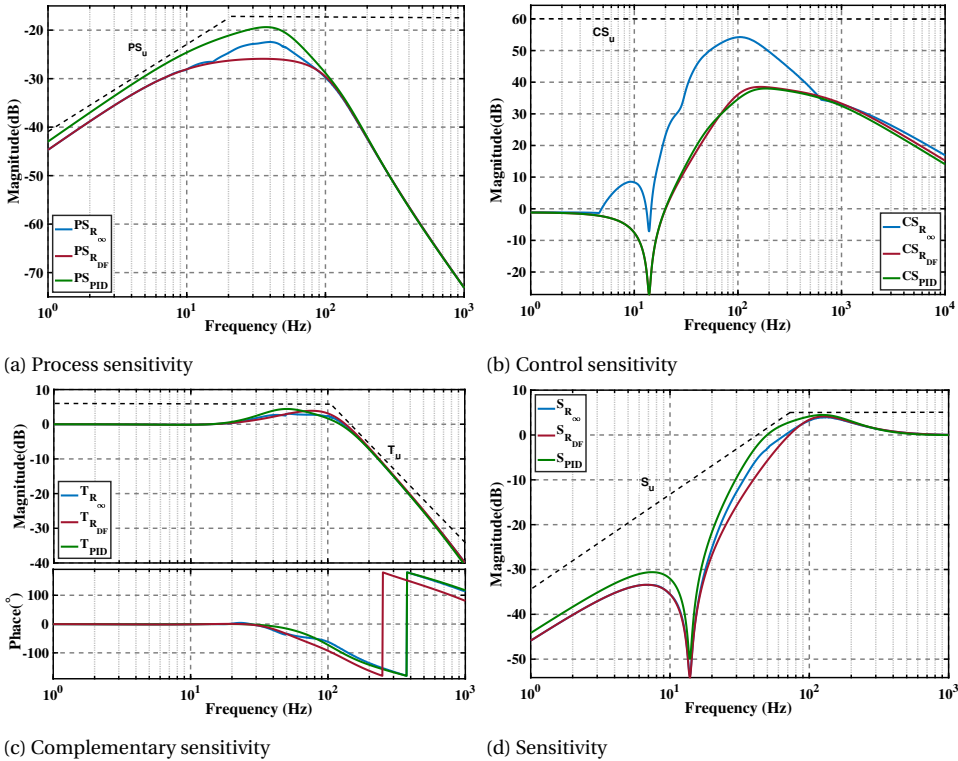 -20
-30
-40
-50
-60
-70
Magnitude(dB)
PSu
PSR∞
PSRDF
PSPID
10^0
10^1
10^2
10^3
Frequency (Hz)
(a) Process sensitivity
60
50
40
30
20
10
0
-10
-20
Magnitude(dB)
CSu
CSR∞
CSRDF
CSPID
10^0
10^1
10^2
10^3
10^4
Frequency (Hz)
(b) Control sensitivity
10
0
-10
-20
-30
-40
Magnitude(dB)
Tu
TR∞
TRDF
TPID
100
0
-100
Phace(°)
10^0
10^1
10^2
10^3
Frequency (Hz)
(c) Complementary sensitivity
10
0
-10
-20
-30
-40
-50
Magnitude(dB)
SR∞
SRDF
SPID
Su
10^0
10^1
10^2
10^3
Frequency (Hz)
(d) Sensitivity